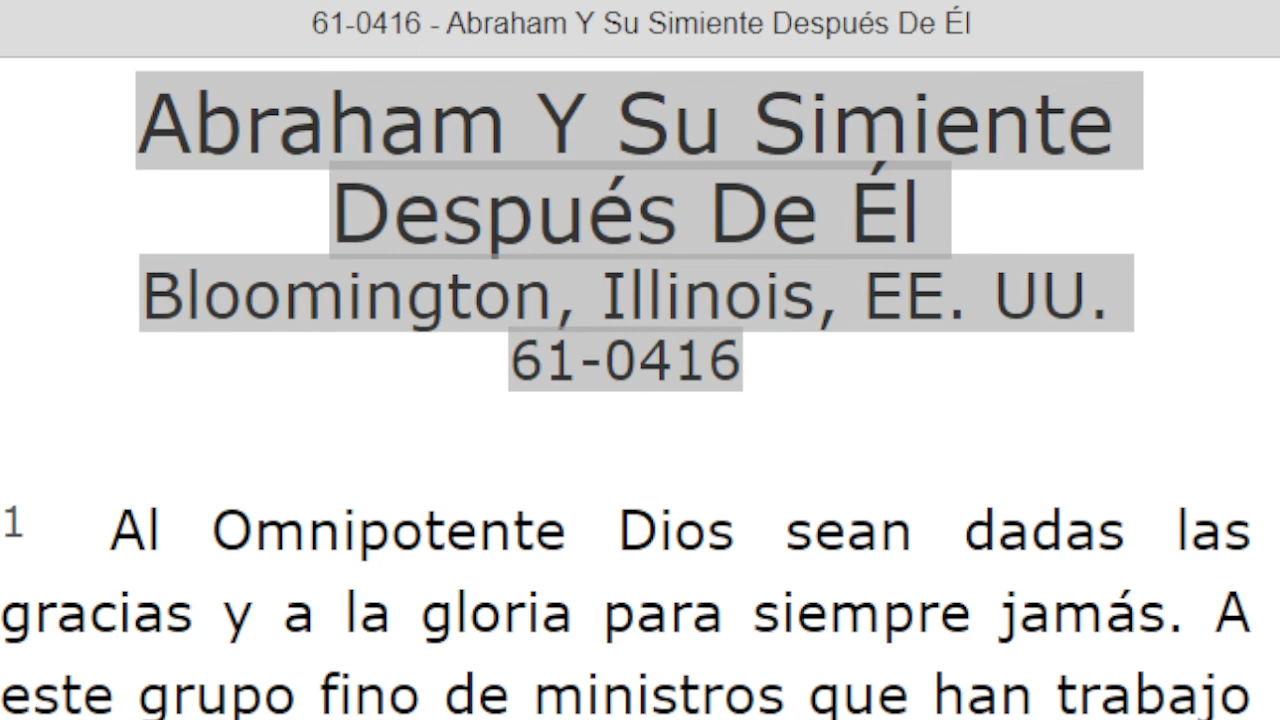 61-0416 - Abraham Y Su Simiente Después De Él
Abraham Y Su Simiente
Después De Él
Bloomington, Illinois, EE. UU.
61-0416
1 Al Omnipotente Dios sean dadas las
gracias y a la gloria para siempre jamás. A
este grupo fino de ministros que han trabajo